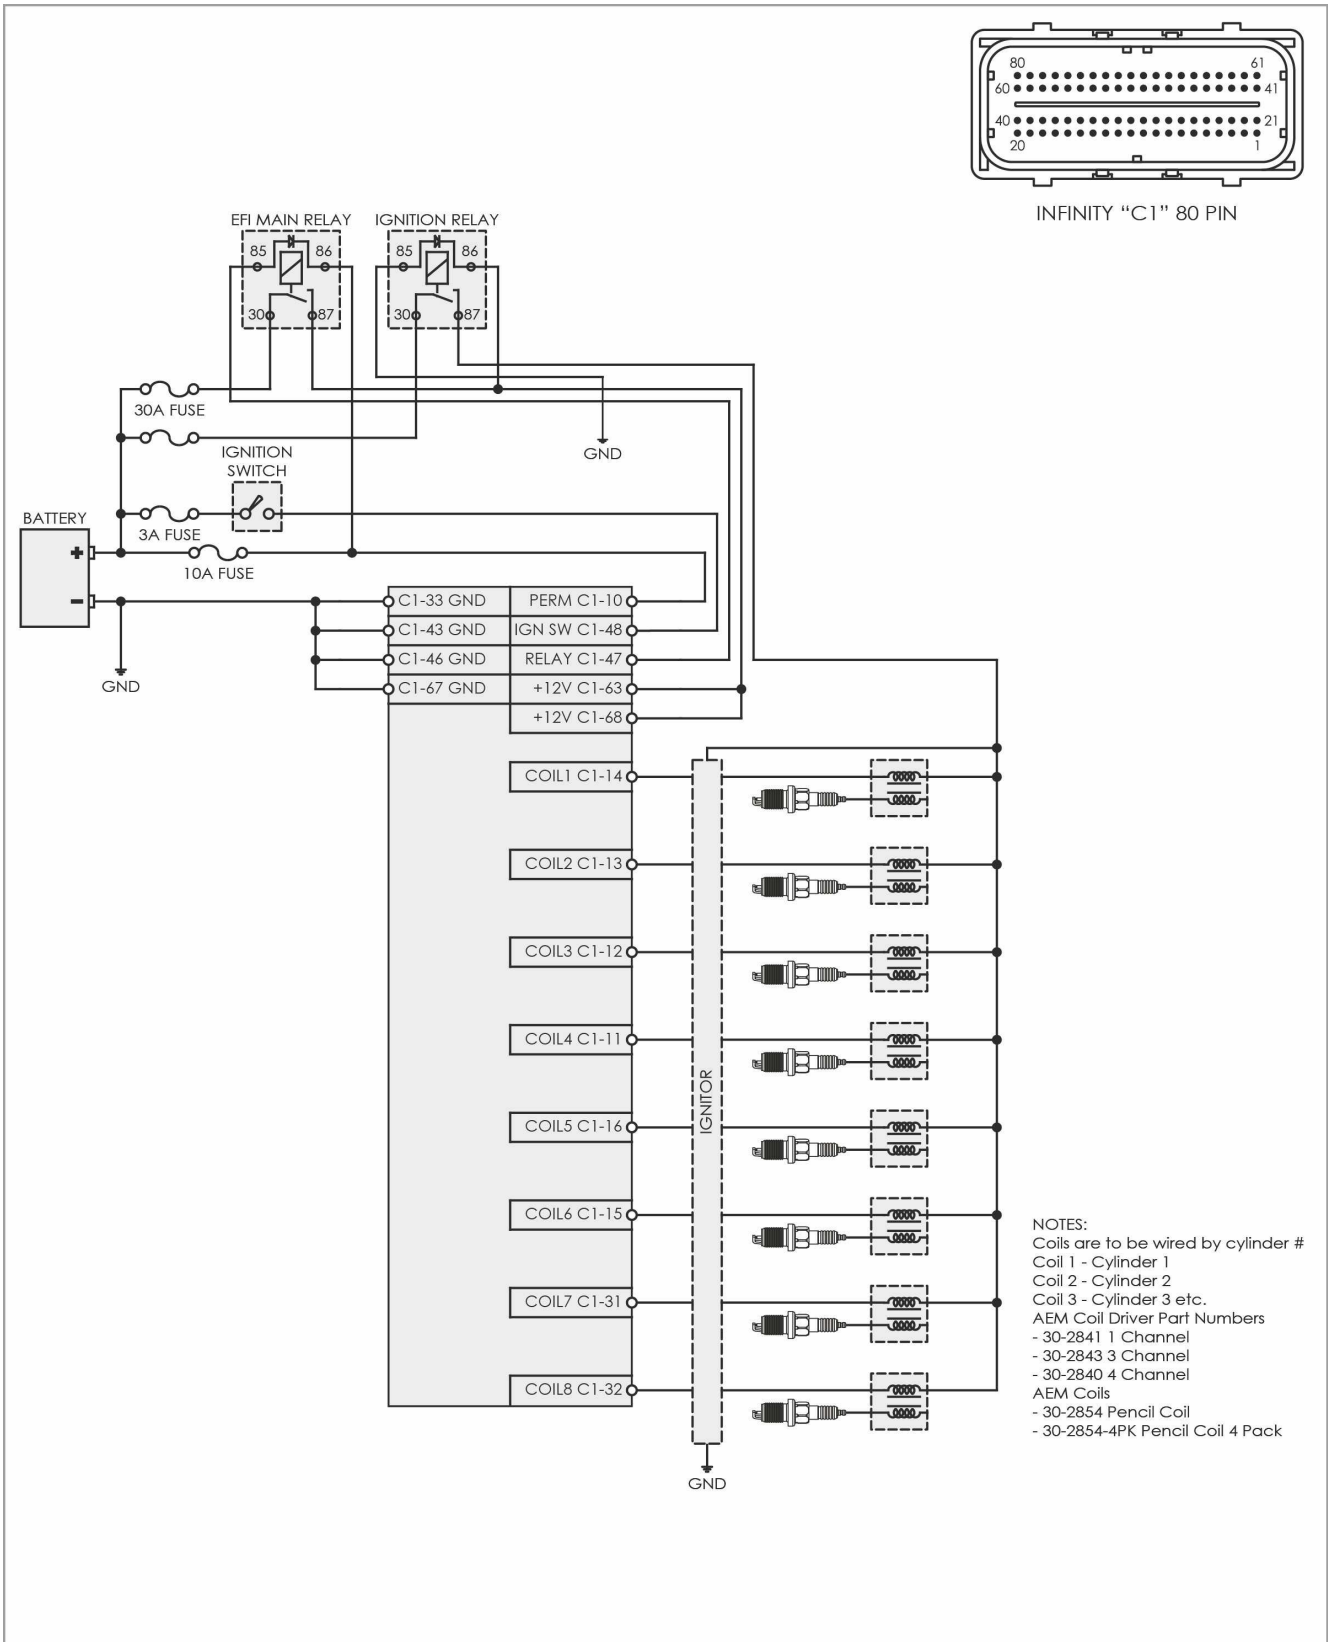 80
61
60
41
40
21
20
1
INFINITY “C1” 80 PIN
EFI MAIN RELAY
IGNITION RELAY
85
86
85
86
30
87
30
87
30A FUSE
GND
IGNITION
SWITCH
3A FUSE
BATTERY
+
10A FUSE
-
GND
C1-33 GND
PERM C1-10
C1-43 GND
IGN SW C1-48
C1-46 GND
RELAY C1-47
C1-67 GND
+12V C1-63
+12V C1-68
COIL1 C1-14
COIL2 C1-13
COIL3 C1-12
COIL4 C1-11
COIL5 C1-16
COIL6 C1-15
COIL7 C1-31
COIL8 C1-32
IGNITOR
GND
NOTES:
Coils are to be wired by cylinder #
Coil 1 - Cylinder 1
Coil 2 - Cylinder 2
Coil 3 - Cylinder 3 etc.
AEM Coil Driver Part Numbers
- 30-2841 1 Channel
- 30-2843 3 Channel
- 30-2840 4 Channel
AEM Coils
- 30-2854 Pencil Coil
- 30-2854-4PK Pencil Coil 4 Pack